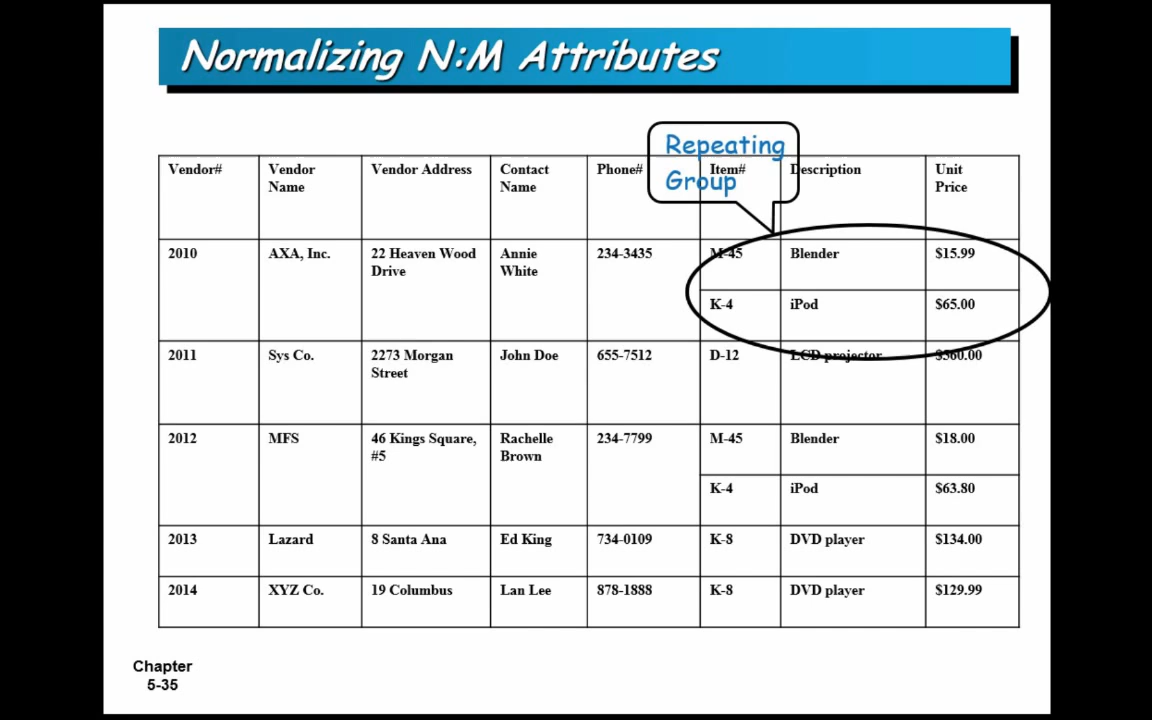 Normalizing N:M Attributes
Repeating
Group
Vendor# Vendor Name Vendor Address Contact Name Phone# Item# Description Unit Price
2010 AXA, Inc. 22 Heaven Wood Drive Annie White 234-3435 M-45 Blender $15.99
K-4 iPod $65.00
2011 Sys Co. 2273 Morgan Street John Doe 655-7512 D-12 LCD projector $360.00
2012 MFS 46 Kings Square, #5 Rachelle Brown 234-7799 M-45 Blender $18.00
K-4 iPod $63.80
2013 Lazard 8 Santa Ana Ed King 734-0109 K-8 DVD player $134.00
2014 XYZ Co. 19 Columbus Lan Lee 878-1888 K-8 DVD player $129.99
Chapter
5-35